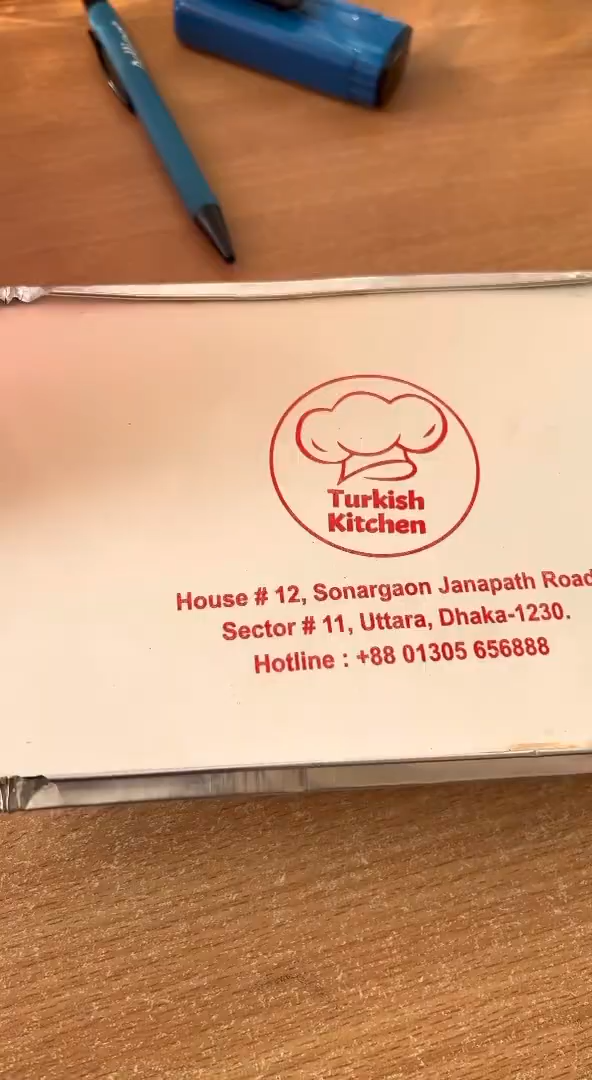 Turkish
Kitchen
House # 12, Sonargaon Janapath Road
Sector # 11, Uttara, Dhaka-1230.
Hotline : +88 01305 656888